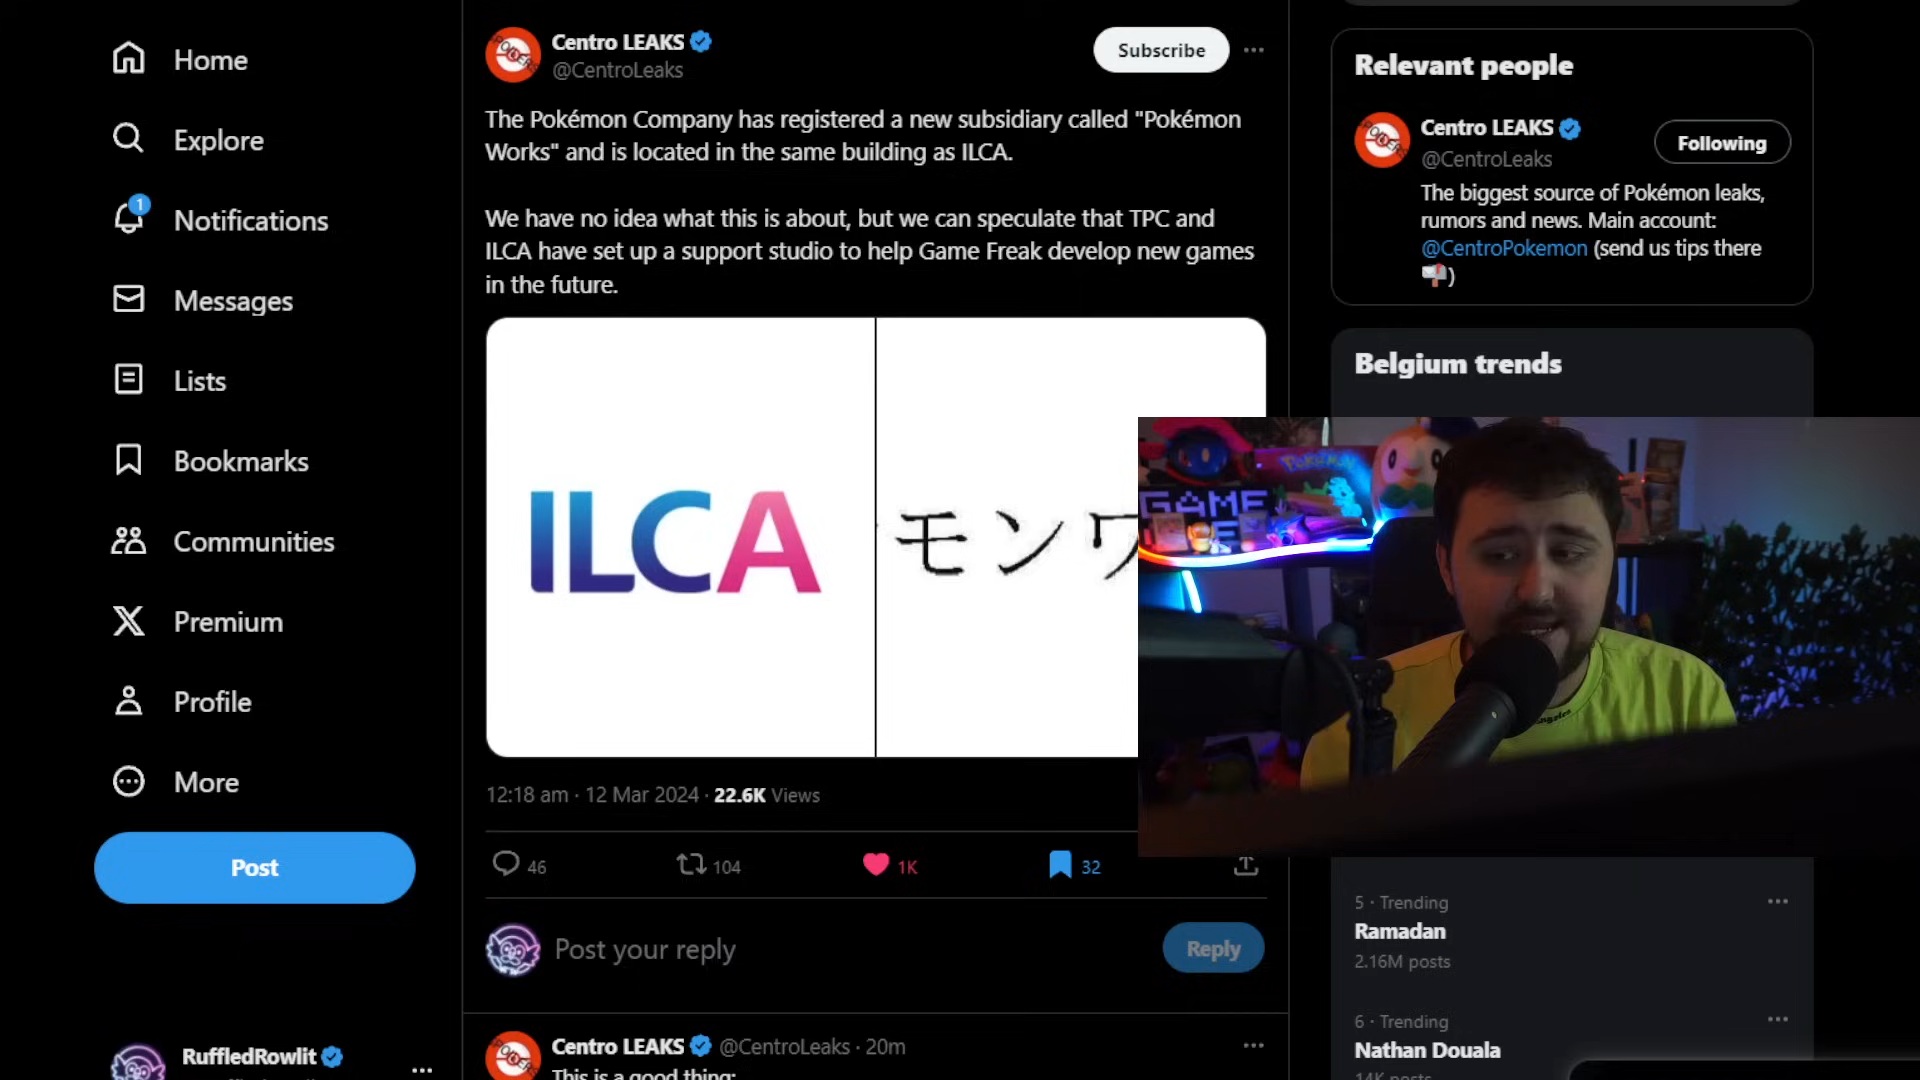 Home
Explore
1
Notifications
Messages
Lists
Bookmarks
Communities
Premium
Profile
More
Post
RuffledRowlit
Centro LEAKS
@CentroLeaks
Subscribe
The Pokémon Company has registered a new subsidiary called "Pokémon
Works" and is located in the same building as ILCA.
We have no idea what this is about, but we can speculate that TPC and
ILCA have set up a support studio to help Game Freak develop new games
in the future.
ILCA
モンワ
12:18 am · 12 Mar 2024 · 22.6K Views
46
104
1K
32
Post your reply
Reply
Centro LEAKS @CentroLeaks · 20m
This is a good thing:
Relevant people
Centro LEAKS
@CentroLeaks
Following
The biggest source of Pokémon leaks,
rumors and news. Main account:
@CentroPokemon (send us tips there
)
Belgium trends
POKÉMON
GAME
5 · Trending
Ramadan
2.16M posts
6 · Trending
Nathan Douala
14K posts